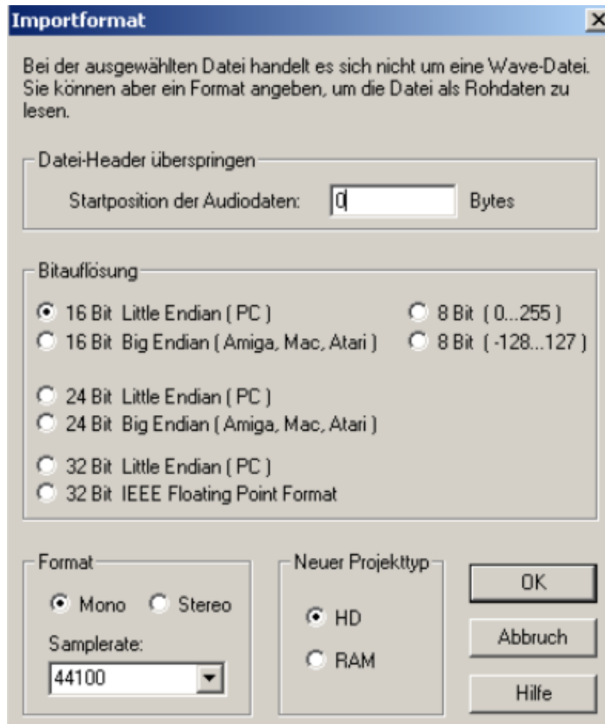 Importformat
Bei der ausgewählten Datei handelt es sich nicht um eine Wave-Datei.
Sie können aber ein Format angeben, um die Datei als Rohdaten zu
lesen.
Datei-Header überspringen
Startposition der Audiodaten: 0 Bytes
Bitauflösung
16 Bit Little Endian ( PC ) 8 Bit ( 0...255 )
16 Bit Big Endian ( Amiga, Mac, Atari ) 8 Bit ( -128...127 )
24 Bit Little Endian ( PC )
24 Bit Big Endian ( Amiga, Mac, Atari )
32 Bit Little Endian ( PC )
32 Bit IEEE Floating Point Format
Format
Mono Stereo
Samplerate:
44100
Neuer Projekttyp
HD
RAM
OK
Abbruch
Hilfe